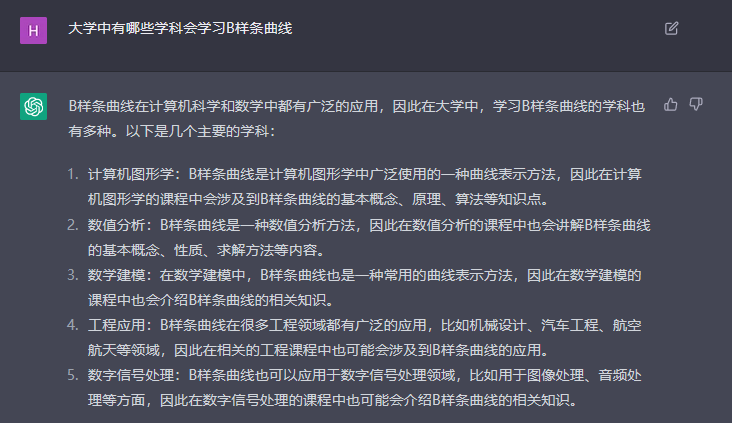 H
大学中有哪些学科会学习B样条曲线
B样条曲线在计算机科学和数学中都有广泛的应用，因此在大学中，学习B样条曲线的学科也
有多种。以下是几个主要的学科：
1. 计算机图形学：B样条曲线是计算机图形学中广泛使用的一种曲线表示方法，因此在计算
机图形学的课程中会涉及到B样条曲线的基本概念、原理、算法等知识点。
2. 数值分析：B样条曲线是一种数值分析方法，因此在数值分析的课程中也会讲解B样条曲线
的基本概念、性质、求解方法等内容。
3. 数学建模：在数学建模中，B样条曲线也是一种常用的曲线表示方法，因此在数学建模的
课程中也会介绍B样条曲线的相关知识。
4. 工程应用：B样条曲线在很多工程领域都有广泛的应用，比如机械设计、汽车工程、航空
航天等领域，因此在相关的工程课程中也可能会涉及到B样条曲线的应用。
5. 数字信号处理：B样条曲线也可以应用于数字信号处理领域，比如用于图像处理、音频处
理等方面，因此在数字信号处理的课程中也可能会介绍B样条曲线的相关知识。